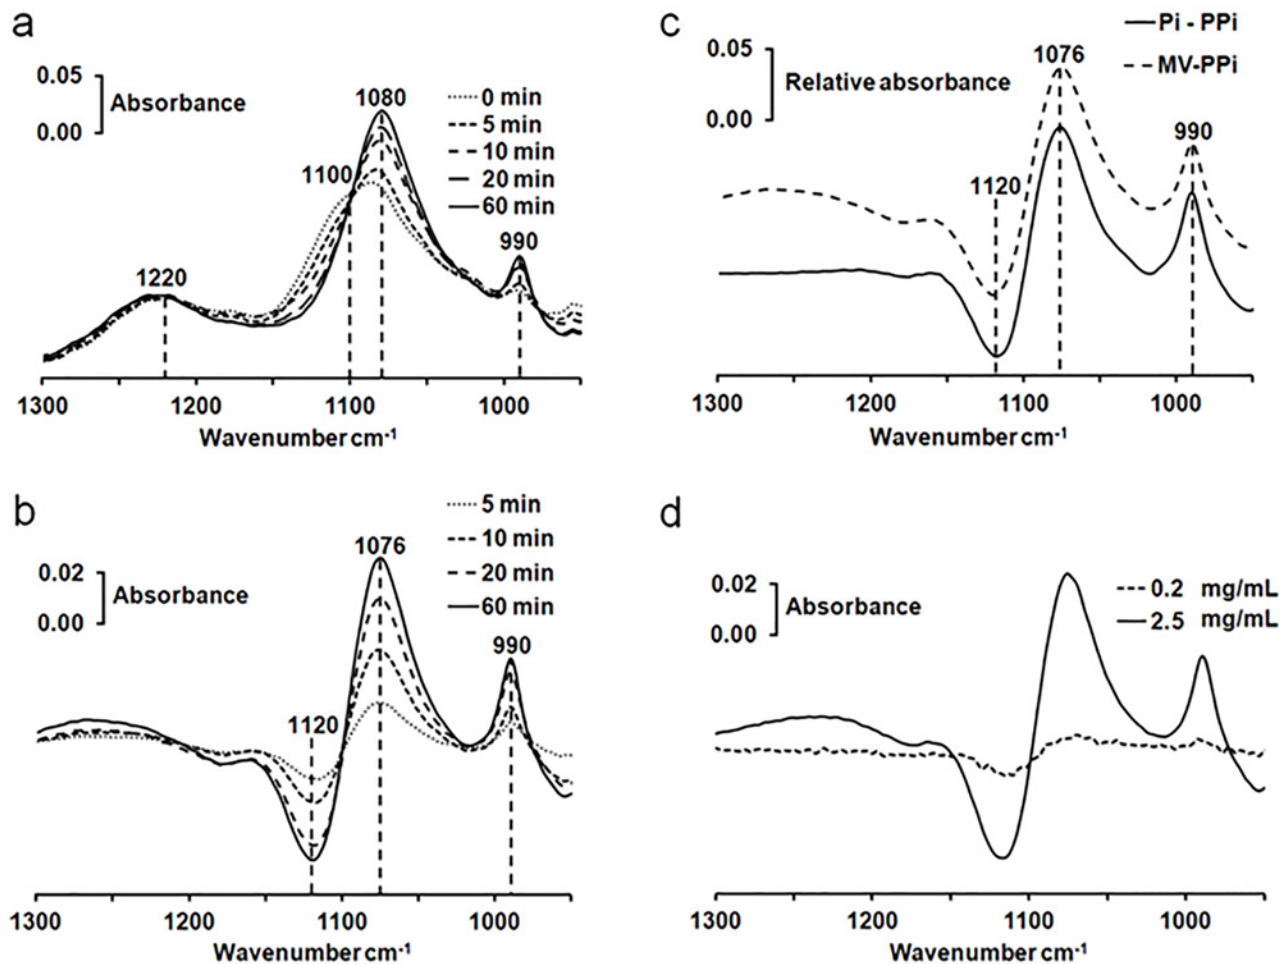 a
0.05
Absorbance
0.00
1080
0 min
5 min
10 min
20 min
60 min
1100
990
1220
1300 1200 1100 1000
Wavenumber cm-1
c
0.05
Relative absorbance
0.00
1076
Pi - PPi
MV-PPi
990
1120
1300 1200 1100 1000
Wavenumber cm-1
b
0.02
Absorbance
0.00
1076
5 min
10 min
20 min
60 min
990
1120
1300 1200 1100 1000
Wavenumber cm-1
d
0.02
Absorbance
0.00
0.2 mg/mL
2.5 mg/mL
1300 1200 1100 1000
Wavenumber cm-1